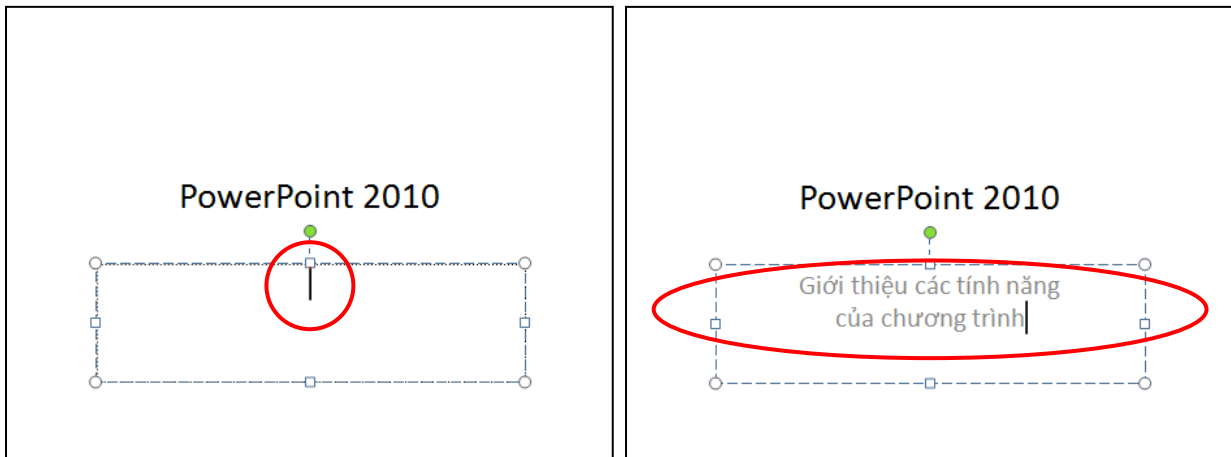 PowerPoint 2010
PowerPoint 2010
Giới thiệu các tính năng
của chương trình